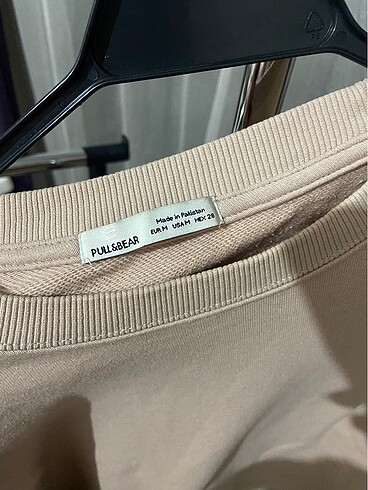 PULL&BEAR
Made in Pakistan
EUR M USA M MEX 28